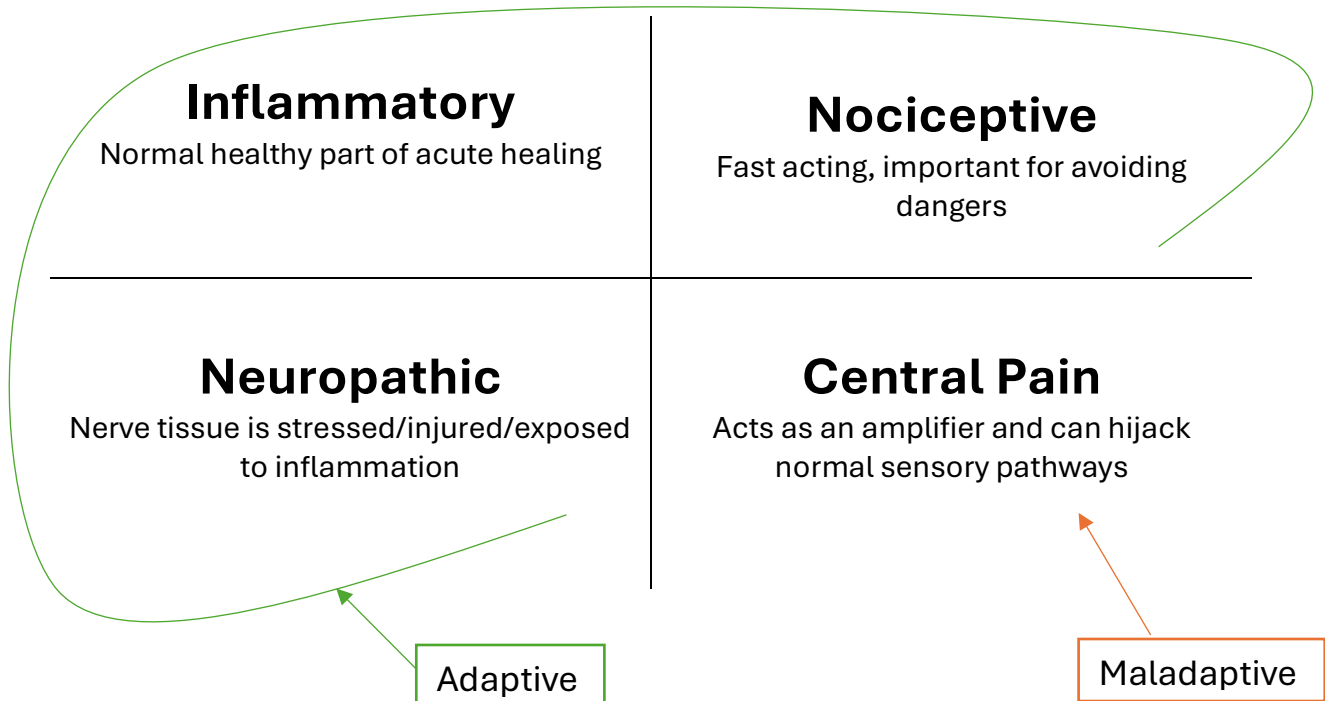 Inflammatory
Normal healthy part of acute healing
Nociceptive
Fast acting, important for avoiding
dangers
Neuropathic
Nerve tissue is stressed/injured/exposed
to inflammation
Central Pain
Acts as an amplifier and can hijack
normal sensory pathways
Adaptive
Maladaptive